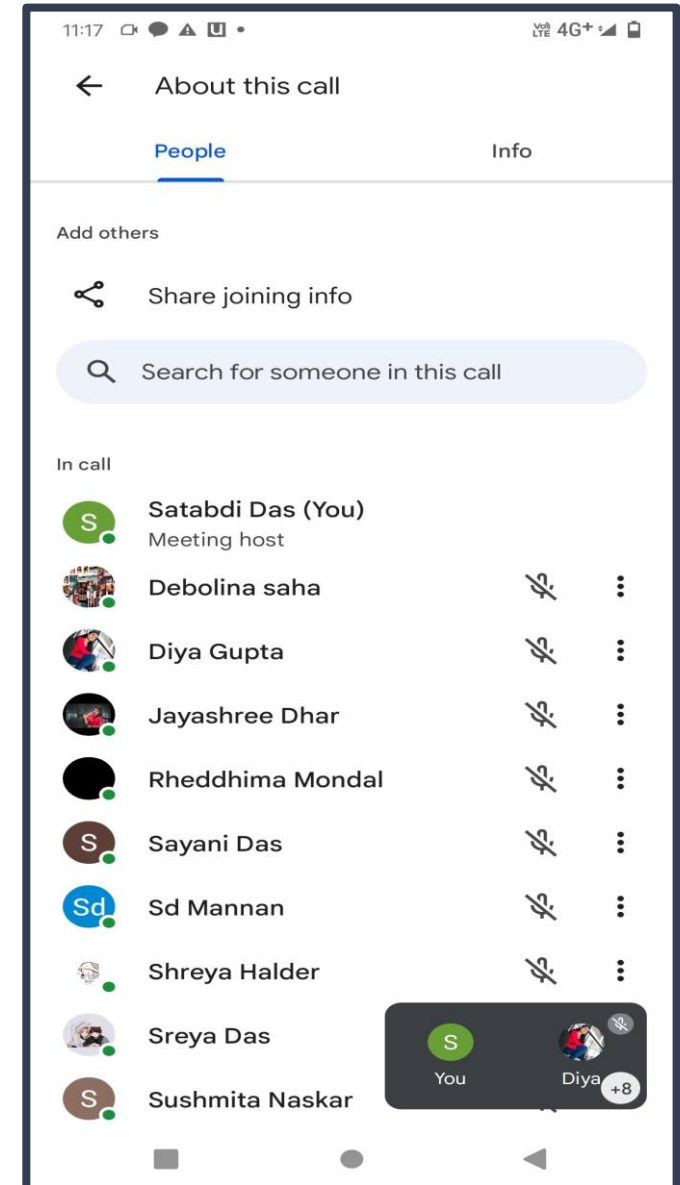 11:17 U VoD LTE 4G+
About this call
People Info
Add others
Share joining info
Search for someone in this call
In call
S Satabdi Das (You)
Meeting host
Debolina saha
Diya Gupta
Jayashree Dhar
Rheddhima Mondal
S Sayani Das
Sd Sd Mannan
Shreya Halder
Sreya Das
S
You Diya +8
S Sushmita Naskar